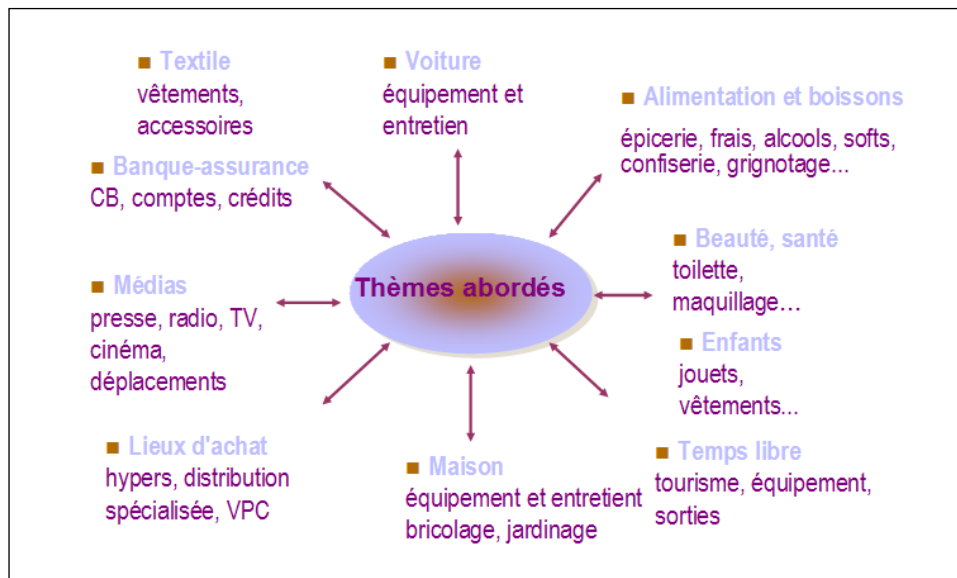 ■ Textile
vêtements,
accessoires
■ Voiture
équipement et
entretien
■ Alimentation et boissons
épicerie, frais, alcools, softs,
confiserie, grignotage...
■ Banque-assurance
CB, comptes, crédits
■ Beauté, santé
toilette,
maquillage...
Thèmes abordés
■ Médias
presse, radio, TV,
cinéma,
déplacements
■ Enfants
jouets,
vêtements...
■ Lieux d'achat
hypers, distribution
spécialisée, VPC
■ Maison
équipement et entretient
bricolage, jardinage
■ Temps libre
tourisme, équipement,
sorties